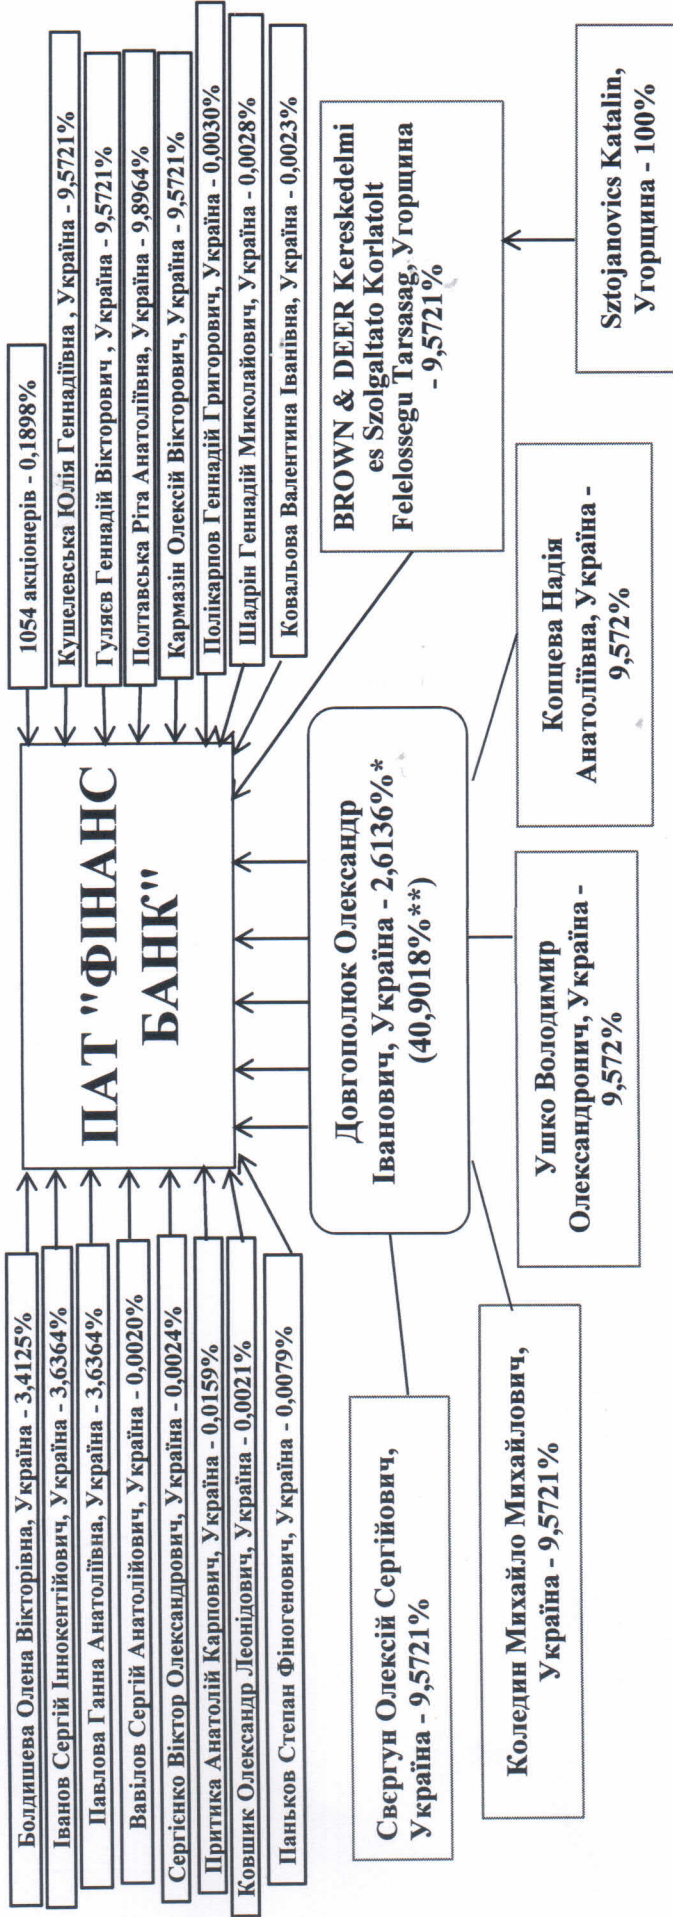 Болдишева Олена Вікторівна, Україна - 3,4125%
Іванов Сергій Іннокентійович, Україна - 3,6364%
Павлова Ганна Анатоліївна, Україна - 3,6364%
Вавілов Сергій Анатолійович, Україна - 0,0020%
Сергієнко Віктор Олександрович, Україна - 0,0024%
Притика Анатолій Карпович, Україна - 0,0159%
Ковшик Олександр Леонідович, Україна - 0,0021%
Паньков Степан Фіногенович, Україна - 0,0079%
ПАТ "ФІНАНС
БАНК"
1054 акціонерів - 0,1898%
Кушелевська Юлія Геннадіївна , Україна - 9,5721%
Гуляєв Геннадій Вікторович , Україна - 9,5721%
Полтавська Ріта Анатоліївна, Україна - 9,8964%
Кармазін Олексій Вікторович, Україна - 9,5721%
Полікарпов Геннадій Григорович, Україна - 0,0030%
Шадрін Геннадій Миколайович, Україна - 0,0028%
Ковальова Валентина Іванівна, Україна - 0,0023%
Довгополюк Олександр
Іванович, Україна - 2,6136%*
(40,9018%**)
BROWN & DEER Kereskedelmi
es Szolgaltato Korlatolt
Felelossegu Tarsasag, Угорщина
- 9,5721%
Свєргун Олексій Сергійович,
Україна - 9,5721%
Коледин Михайло Михайлович,
Україна - 9,5721%
Ушко Володимир
Олександронич, Україна -
9,572%
Копцева Надія
Анатоліївна, Україна -
9,572%
Sztojanovics Katalin,
Угорщина - 100%